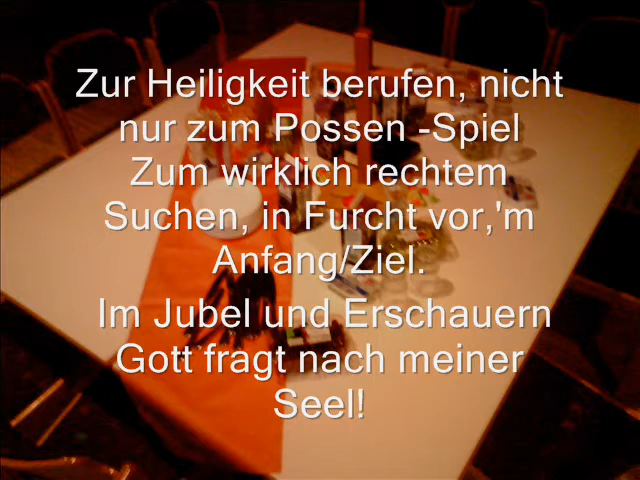 Zur Heiligkeit berufen, nicht
nur zum Possen -Spiel
Zum wirklich rechtem
Suchen, in Furcht vor,'m
Anfang/Ziel.
Im Jubel und Erschauern
Gott fragt nach meiner
Seel!